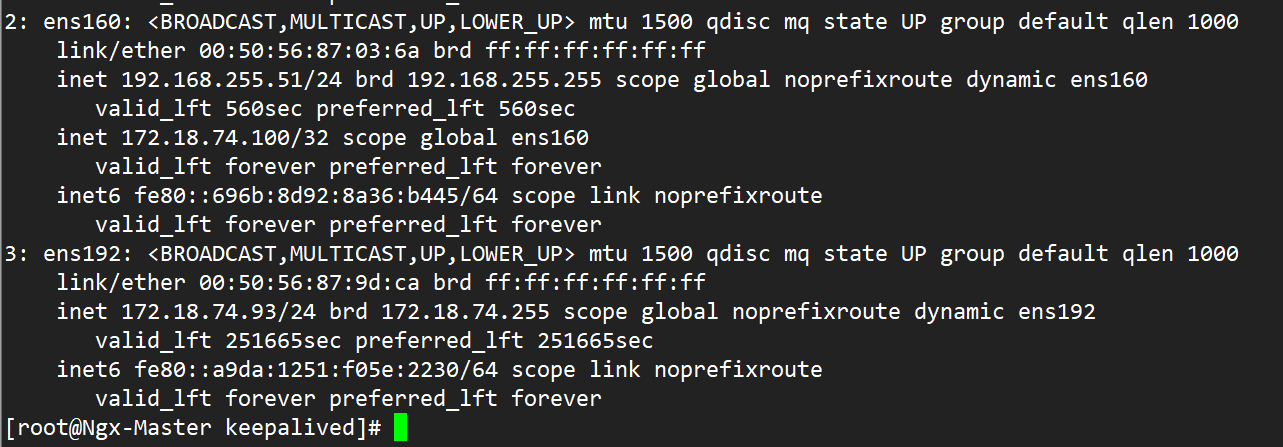 2: ens160: <BROADCAST,MULTICAST,UP,LOWER_UP> mtu 1500 qdisc mq state UP group default qlen 1000
link/ether 00:50:56:87:03:6a brd ff:ff:ff:ff:ff:ff
inet 192.168.255.51/24 brd 192.168.255.255 scope global noprefixroute dynamic ens160
valid_lft 560sec preferred_lft 560sec
inet 172.18.74.100/32 scope global ens160
valid_lft forever preferred_lft forever
inet6 fe80::696b:8d92:8a36:b445/64 scope link noprefixroute
valid_lft forever preferred_lft forever
3: ens192: <BROADCAST,MULTICAST,UP,LOWER_UP> mtu 1500 qdisc mq state UP group default qlen 1000
link/ether 00:50:56:87:9d:ca brd ff:ff:ff:ff:ff:ff
inet 172.18.74.93/24 brd 172.18.74.255 scope global noprefixroute dynamic ens192
valid_lft 251665sec preferred_lft 251665sec
inet6 fe80::a9da:1251:f05e:2230/64 scope link noprefixroute
valid_lft forever preferred_lft forever
[root@Ngx-Master keepalived]#